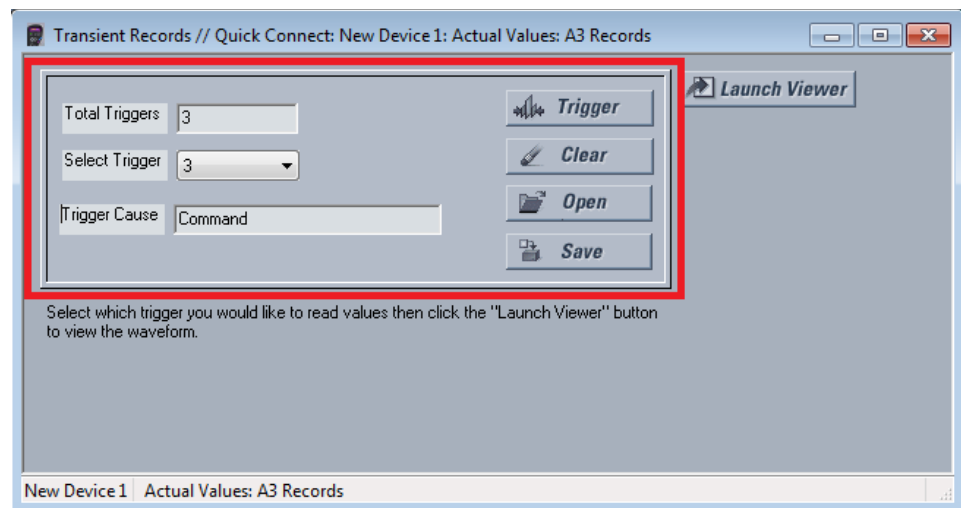 Transient Records // Quick Connect: New Device 1: Actual Values: A3 Records
Total Triggers 3
Select Trigger 3
Trigger Cause Command
Trigger
Clear
Open
Save
Launch Viewer
Select which trigger you would like to read values then click the "Launch Viewer" button
to view the waveform.
New Device 1 Actual Values: A3 Records